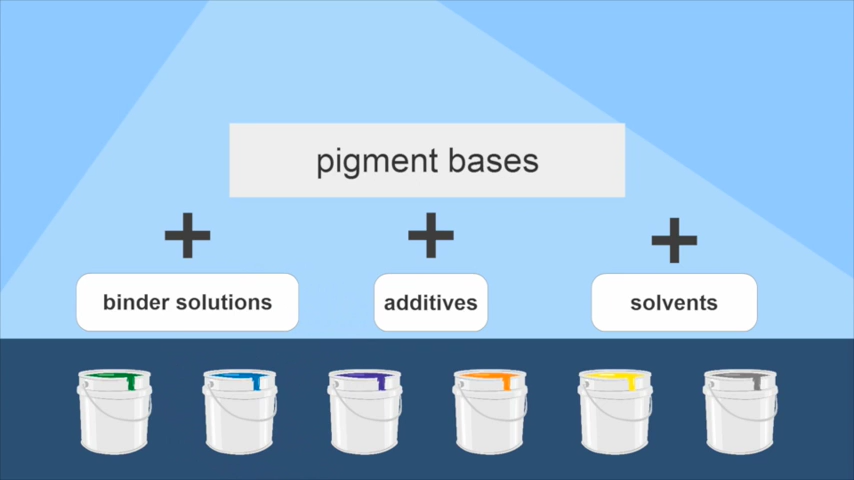 pigment bases
+ + +
binder solutions additives solvents